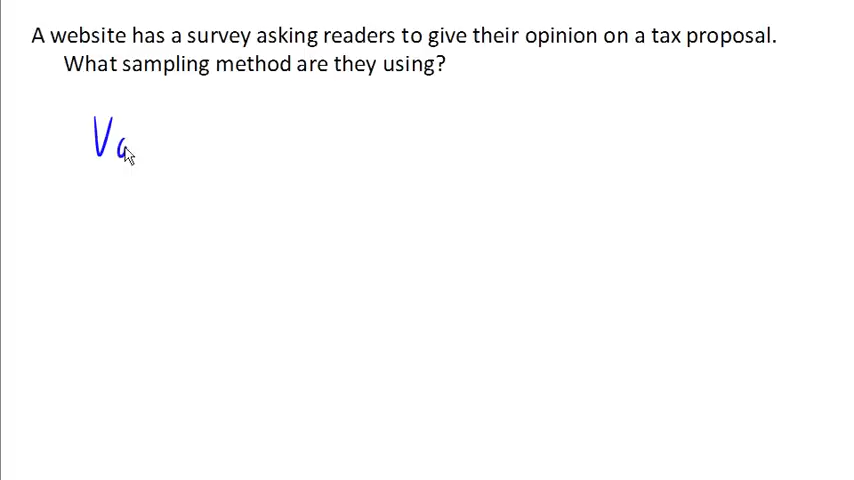 A website has a survey asking readers to give their opinion on a tax proposal.
What sampling method are they using?
V